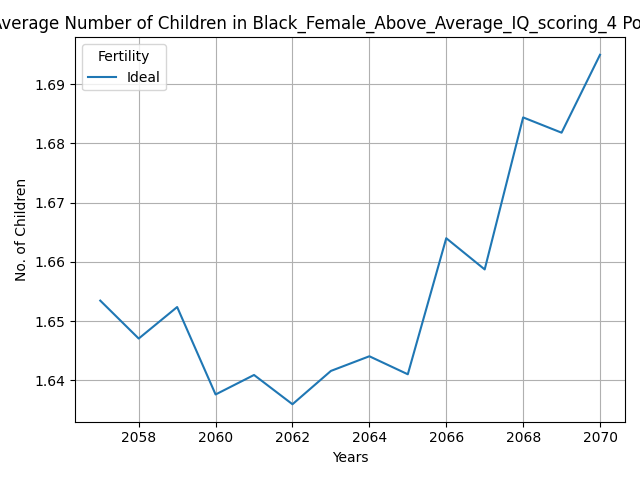 Average Number of Children in Black_Female_Above_Average_IQ_scoring_4 Po
Fertility
Ideal
1.69
1.68
1.67
1.66
1.65
1.64
No. of Children
2058 2060 2062 2064 2066 2068 2070
Years